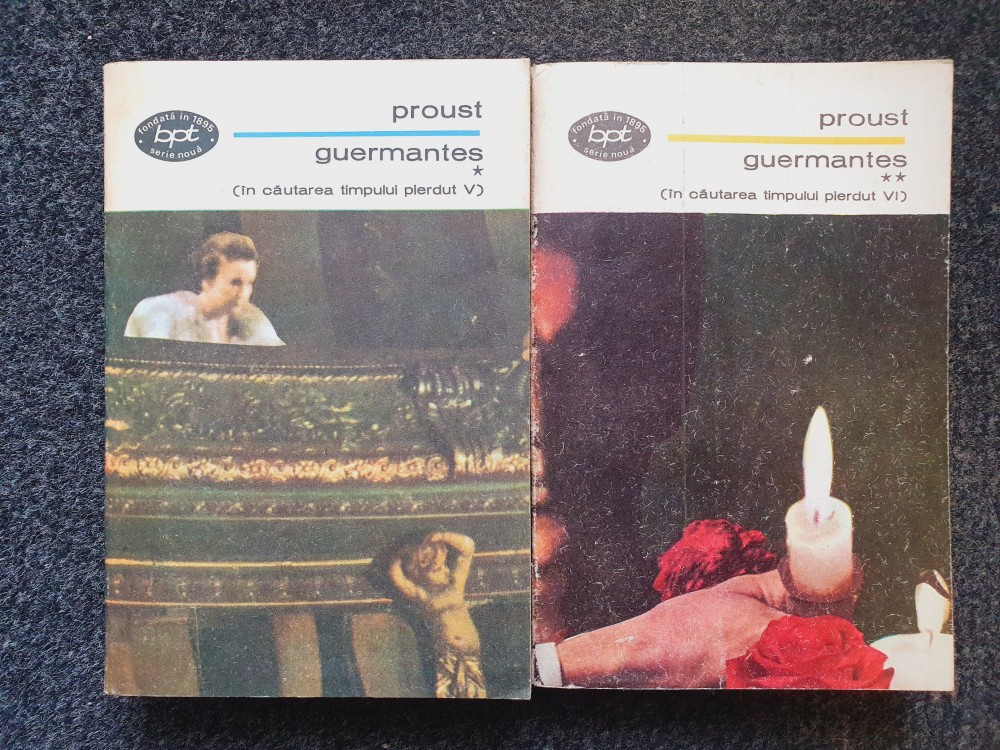 fondată în 1895
bpt
serie nouă
proust
guermantes
*
(în căutarea timpului pierdut V)
fondată în 1895
bpt
serie nouă
proust
guermantes
**
(în căutarea timpului pierdut VI)